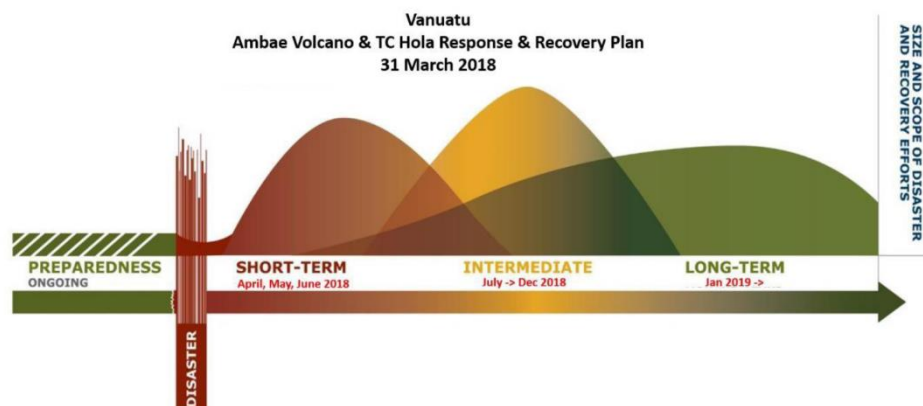 Vanuatu
Ambae Volcano & TC Hola Response & Recovery Plan
31 March 2018
SIZE AND SCOPE OF DISASTER
AND RECOVERY EFFORTS
PREPAREDNESS
ONGOING
SHORT-TERM
April, May, June 2018
INTERMEDIATE
July -> Dec 2018
LONG-TERM
Jan 2019 ->
DISASTER